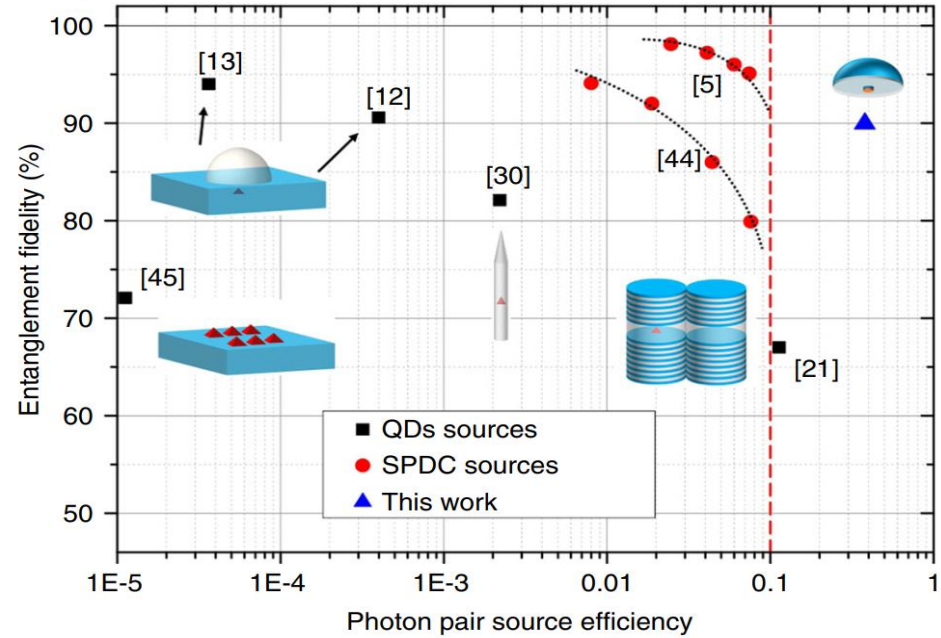 100
90
80
70
60
50
Entanglement fidelity (%)
[13]
[12]
[5]
[44]
[30]
[45]
[21]
QDs sources
SPDC sources
This work
1E-5
1E-4
1E-3
0.01
0.1
1
Photon pair source efficiency